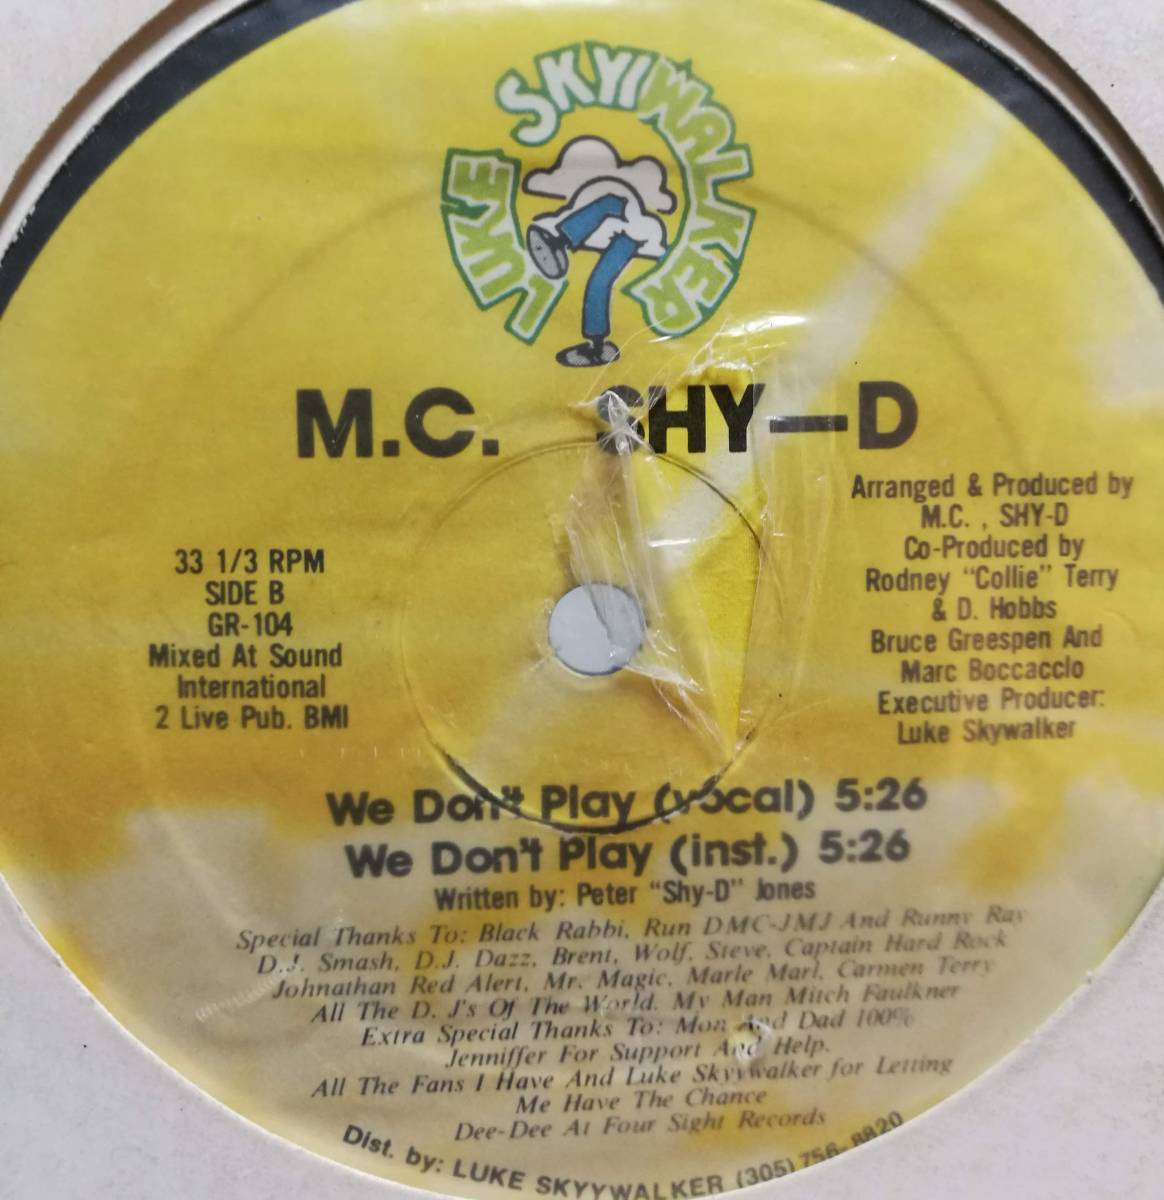 LUKE SKYYWALKER
M.C. SHY-D
33 1/3 RPM
SIDE B
GR-104
Mixed At Sound
International
2 Live Pub. BMI
Arranged & Produced by
M.C. , SHY-D
Co-Produced by
Rodney "Collie" Terry
& D. Hobbs
Bruce Greespen And
Marc Boccacclo
Executive Producer:
Luke Skywalker
We Don't Play (vocal) 5:26
We Don't Play (inst.) 5:26
Written by: Peter "Shy-D" Jones
Special Thanks To: Black Rabbi, Run DMC-JMJ And Runny Ray
D.J. Smash, D.J. Dazz, Brent, Wolf, Steve, Captain Hard Rock
Johnathan Red Alert, Mr. Magic, Marle Marl, Carmen Terry
All The D. J's Of The World. My Man Mitch Faulkner
Extra Special Thanks To: Mon And Dad 100%
Jenniffer For Support And Help.
All The Fans I Have And Luke Skyywalker for Letting
Me Have The Chance
Dee-Dee At Four Sight Records
Dist. by: LUKE SKYYWALKER (305) 756-8820